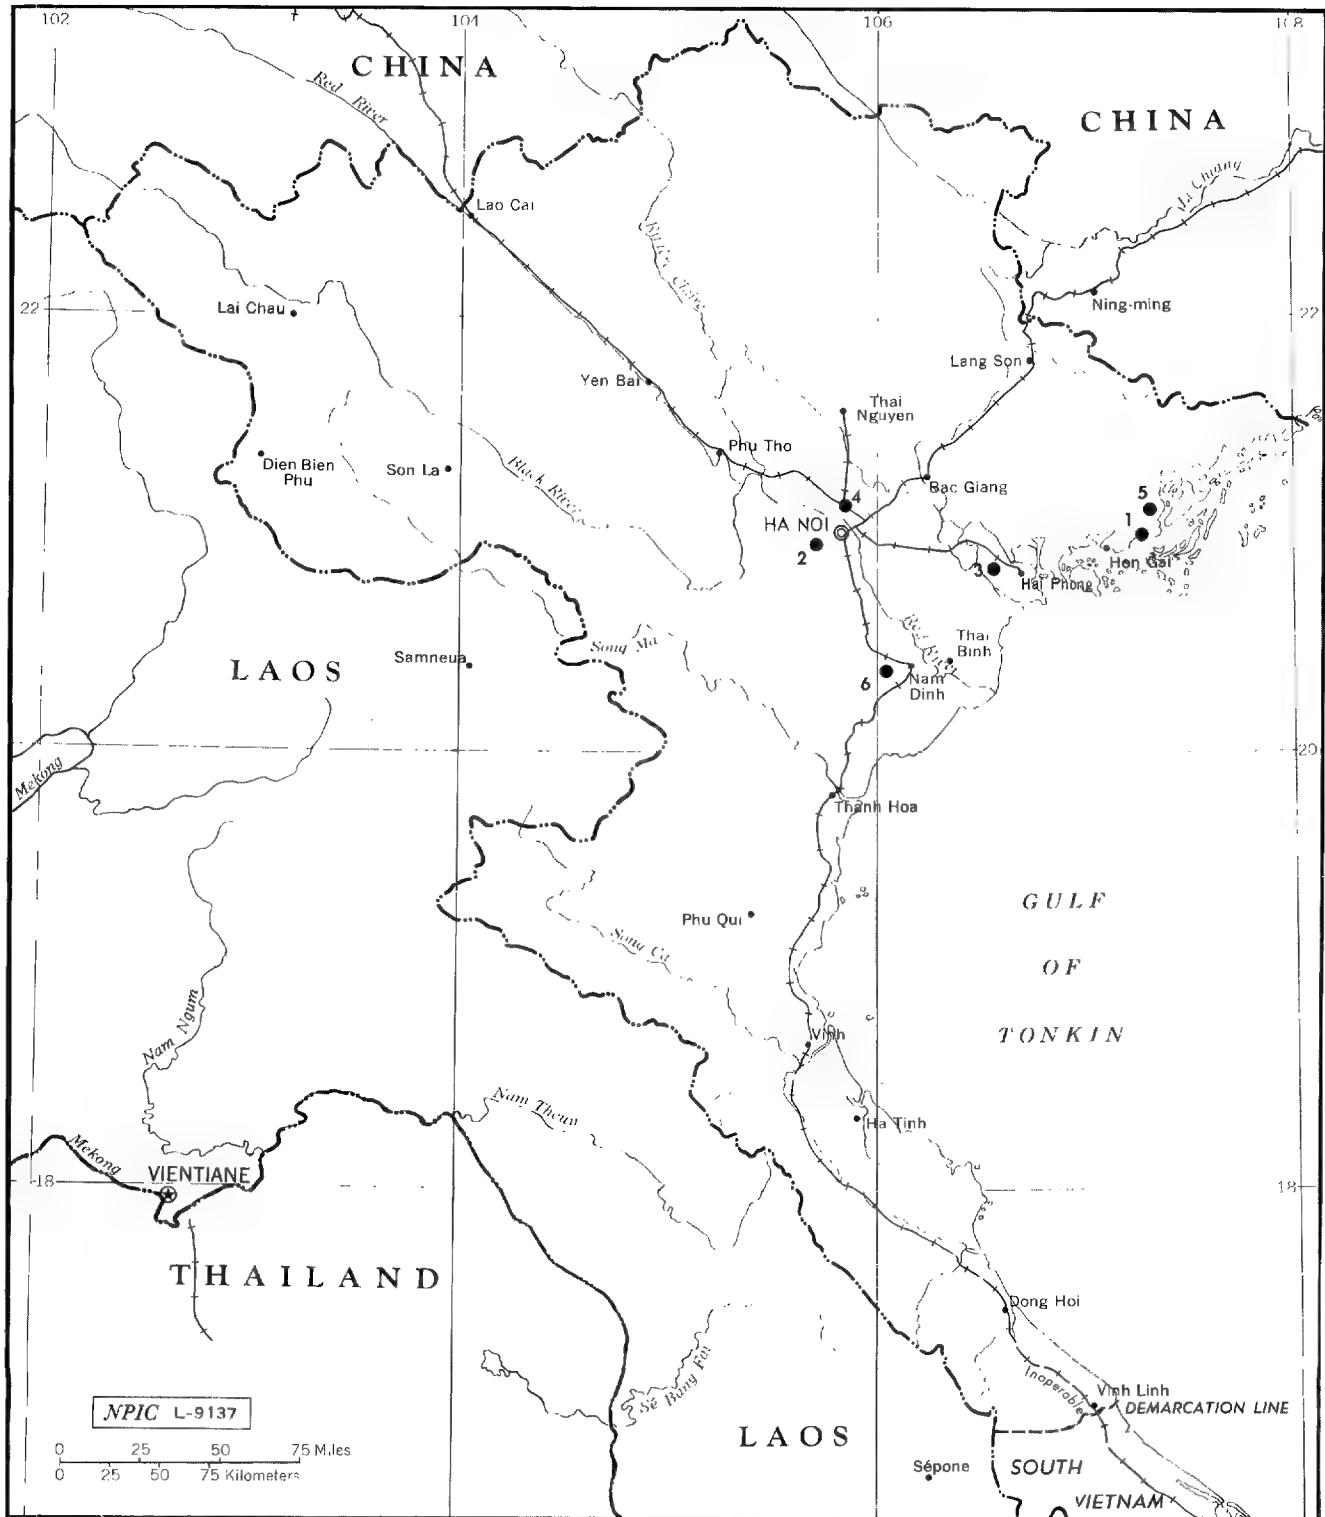 102
104
106
108
CHINA
Red River
CHINA
Lao Cai
Rivière Claire
22
Lai Chau
Ning-ming
22
Lang Son
Yen Bai
Thai
Nguyen
Phu Tho
Dien Bien
Phu
Son La
Black River
Bac Giang
4
5
1
HA NOI
2
3
Hon Gai
Hai Phong
Song Ma
Red River
Thai
Binh
Samneua
LAOS
6
Nam
Dinh
Mekong
20
Thanh Hoa
GULF
OF
TONKIN
Phu Qui
Song Ca
Nam Ngum
Vinh
Nam Theun
Ha Tinh
Mekong
VIENTIANE
18
18
THAILAND
Dong Hoi
Inoperable
Vinh Linh
DEMARCATION LINE
Se Bang Fai
NPIC L-9137
LAOS
0 25 50 75 Miles
0 25 50 75 Kilometers
Sépone
SOUTH
VIETNAM